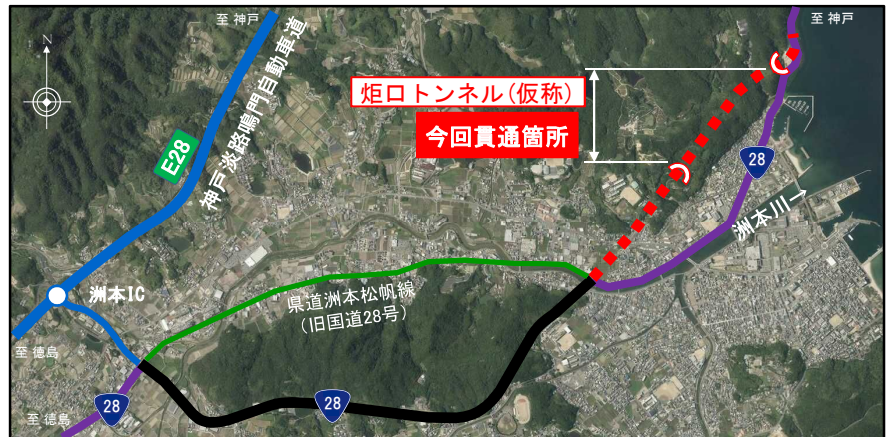 至 神戸
至 神戸
N
炬口トンネル(仮称)
今回貫通箇所
E28
神戸淡路鳴門自動車道
28
洲本川→
洲本IC
県道洲本松帆線
(旧国道28号)
至 徳島
28
28
至 徳島